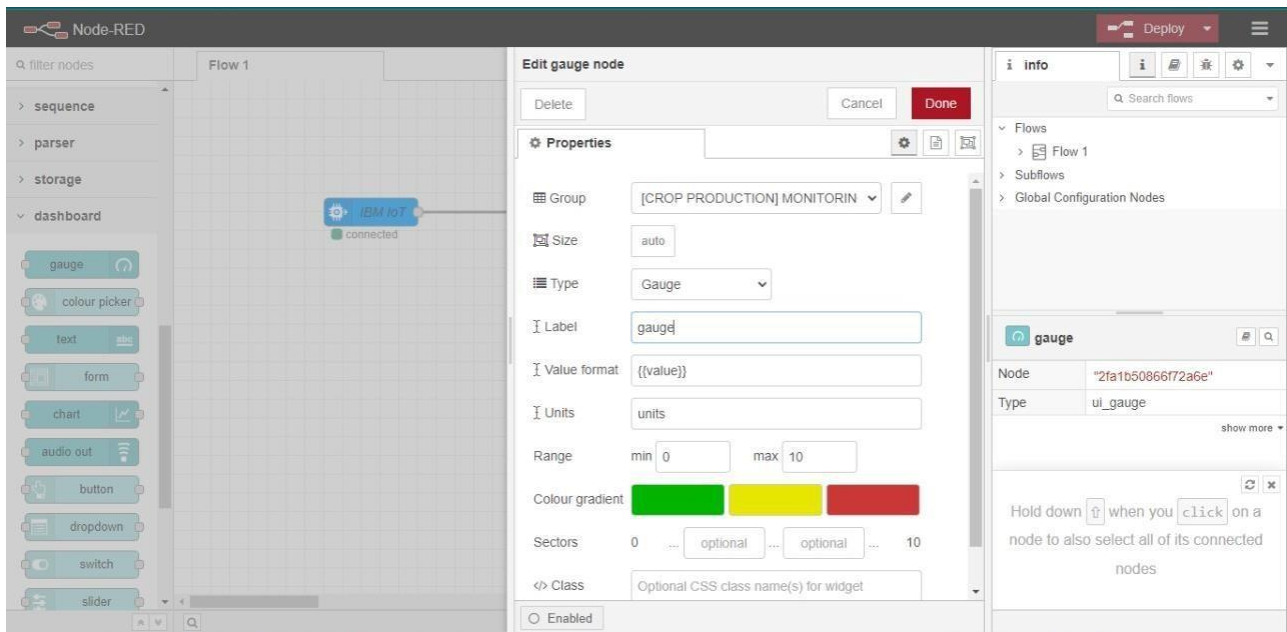 Node-RED
Deploy
filter nodes
sequence
parser
storage
dashboard
gauge
colour picker
text
abc
form
chart
audio out
button
dropdown
switch
slider
Flow 1
IBM IoT
connected
Edit gauge node
Delete
Cancel
Done
Properties
Group [CROP PRODUCTION] MONITORIN
Size auto
Type Gauge
Label gauge
Value format {{value}}
Units units
Range min 0 max 10
Colour gradient
Sectors 0 ... optional ... optional ... 10
</> Class Optional CSS class name(s) for widget
Enabled
i info i
Search flows
Flows
Flow 1
Subflows
Global Configuration Nodes
gauge
Node "2fa1b50866f72a6e"
Type ui_gauge
show more
Hold down ⇧ when you click on a
node to also select all of its connected
nodes